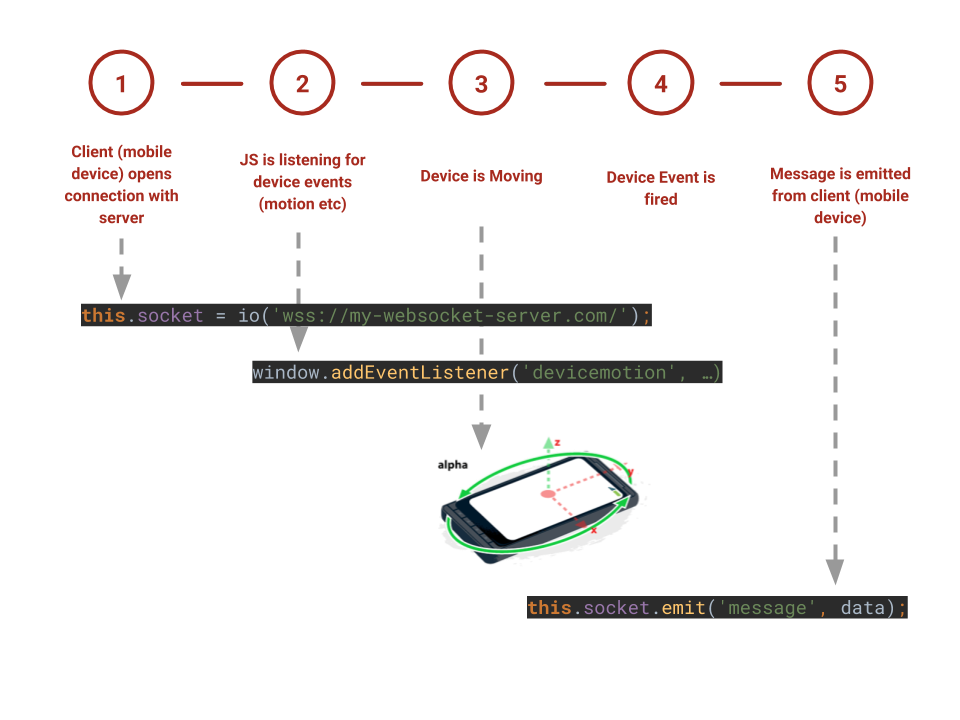 1
2
3
4
5
Client (mobile
device) opens
connection with
server
JS is listening for
device events
(motion etc)
Device is Moving
Device Event is
fired
Message is emitted
from client (mobile
device)
this.socket = io('wss://my-websocket-server.com/');
window.addEventListener('devicemotion', …)
alpha
z
y
x
this.socket.emit('message', data);